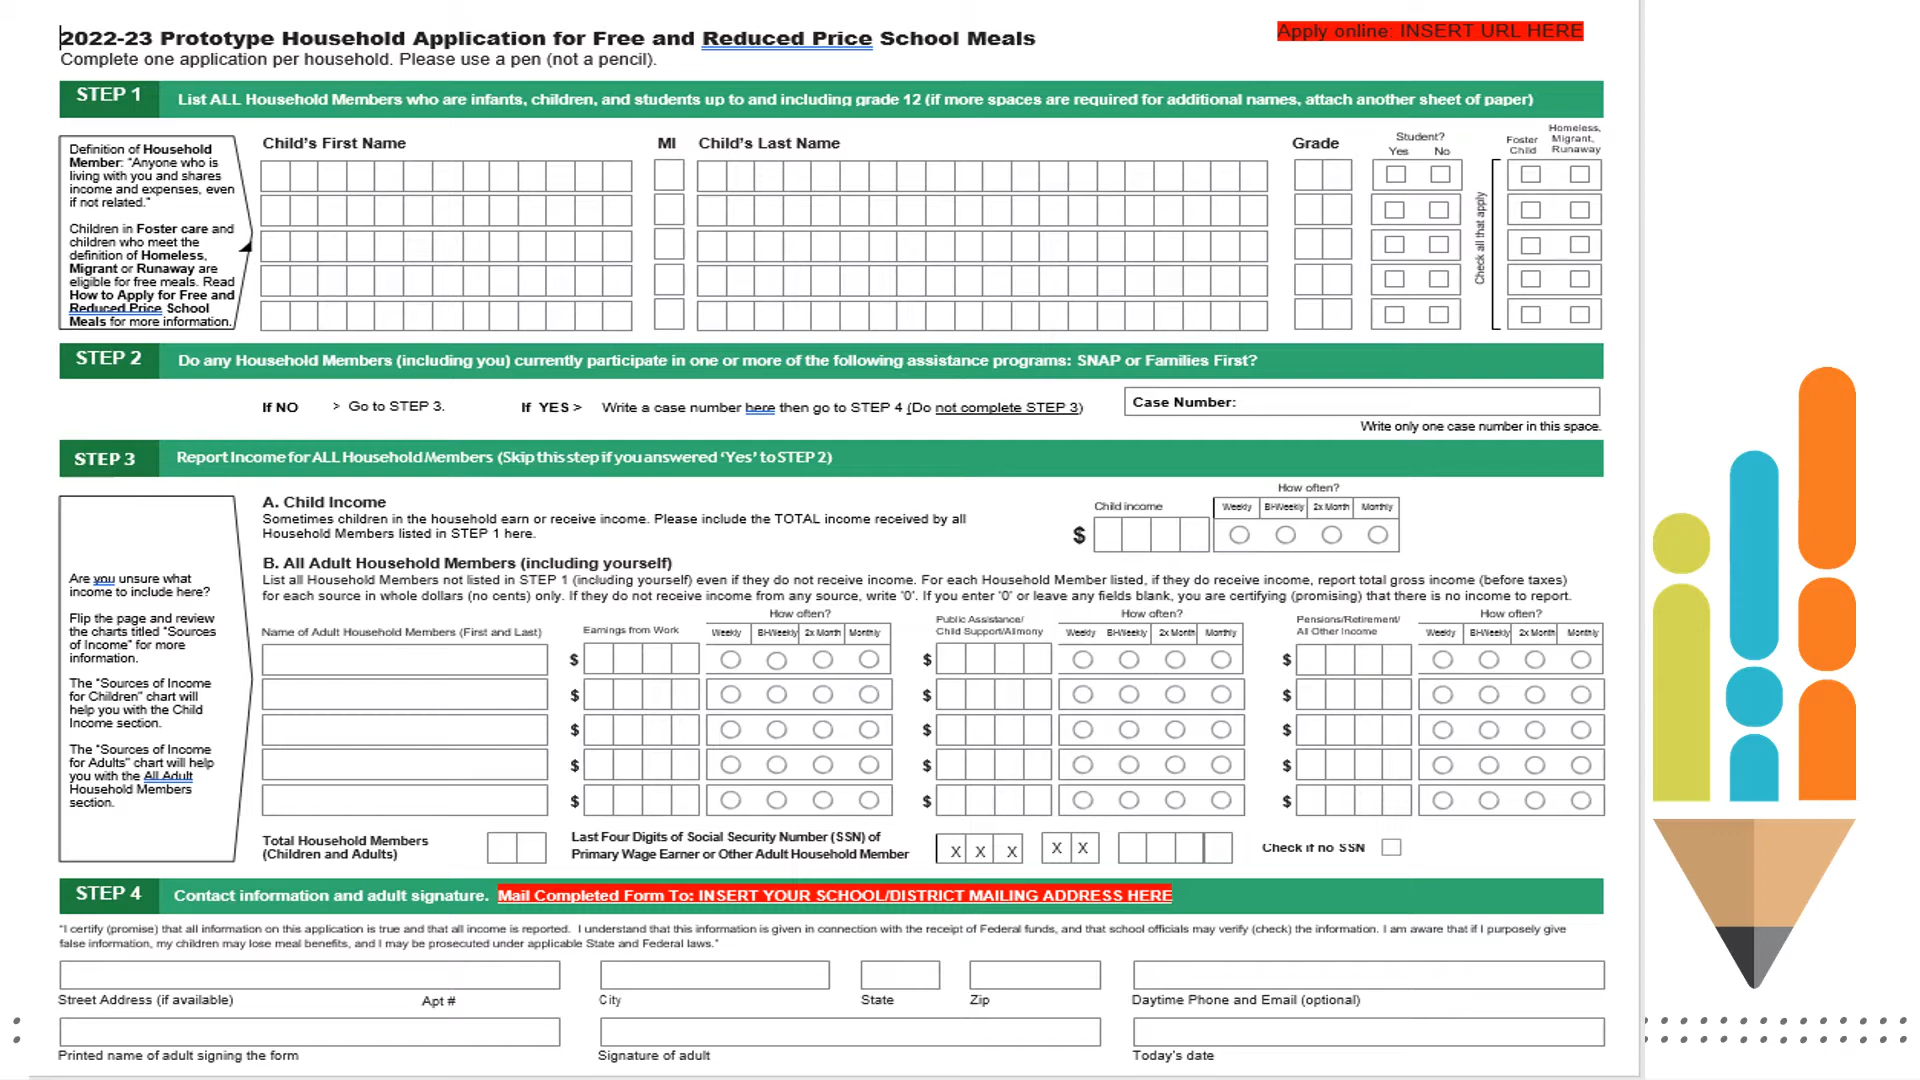 2022-23 Prototype Household Application for Free and Reduced Price School Meals
Apply online: INSERT URL HERE
Complete one application per household. Please use a pen (not a pencil).
STEP 1
List ALL Household Members who are infants, children, and students up to and including grade 12 (if more spaces are required for additional names, attach another sheet of paper)
Definition of Household
Member: “Anyone who is
living with you and shares
income and expenses, even
if not related.”
Children in Foster care and
children who meet the
definition of Homeless,
Migrant or Runaway are
eligible for free meals. Read
How to Apply for Free and
Reduced Price School
Meals for more information.
Child’s First Name
MI
Child’s Last Name
Grade
Student?
Yes No
Foster
Child
Homeless,
Migrant,
Runaway
Check all that apply
STEP 2
Do any Household Members (including you) currently participate in one or more of the following assistance programs: SNAP or Families First?
If NO > Go to STEP 3.
If YES > Write a case number here then go to STEP 4 (Do not complete STEP 3)
Case Number:
Write only one case number in this space.
STEP 3
Report Income for ALL Household Members (Skip this step if you answered ‘Yes’ to STEP 2)
Are you unsure what
income to include here?
Flip the page and review
the charts titled “Sources
of Income” for more
information.
The “Sources of Income
for Children” chart will
help you with the Child
Income section.
The “Sources of Income
for Adults” chart will help
you with the All Adult
Household Members
section.
A. Child Income
Sometimes children in the household earn or receive income. Please include the TOTAL income received by all
Household Members listed in STEP 1 here.
Child income
$
How often?
Weekly Bi-Weekly 2x Month Monthly
B. All Adult Household Members (including yourself)
List all Household Members not listed in STEP 1 (including yourself) even if they do not receive income. For each Household Member listed, if they do receive income, report total gross income (before taxes)
for each source in whole dollars (no cents) only. If they do not receive income from any source, write ‘0’. If you enter ‘0’ or leave any fields blank, you are certifying (promising) that there is no income to report.
Name of Adult Household Members (First and Last)
Earnings from Work
How often?
Weekly Bi-Weekly 2x Month Monthly
Public Assistance/
Child Support/Alimony
How often?
Weekly Bi-Weekly 2x Month Monthly
Pensions/Retirement/
All Other Income
How often?
Weekly Bi-Weekly 2x Month Monthly
$ $ $
$ $ $
$ $ $
$ $ $
$ $ $
Total Household Members
(Children and Adults)
Last Four Digits of Social Security Number (SSN) of
Primary Wage Earner or Other Adult Household Member
X X X X X
Check if no SSN
STEP 4
Contact information and adult signature. Mail Completed Form To: INSERT YOUR SCHOOL/DISTRICT MAILING ADDRESS HERE
“I certify (promise) that all information on this application is true and that all income is reported. I understand that this information is given in connection with the receipt of Federal funds, and that school officials may verify (check) the information. I am aware that if I purposely give
false information, my children may lose meal benefits, and I may be prosecuted under applicable State and Federal laws.”
Street Address (if available) Apt # City State Zip Daytime Phone and Email (optional)
Printed name of adult signing the form Signature of adult Today’s date